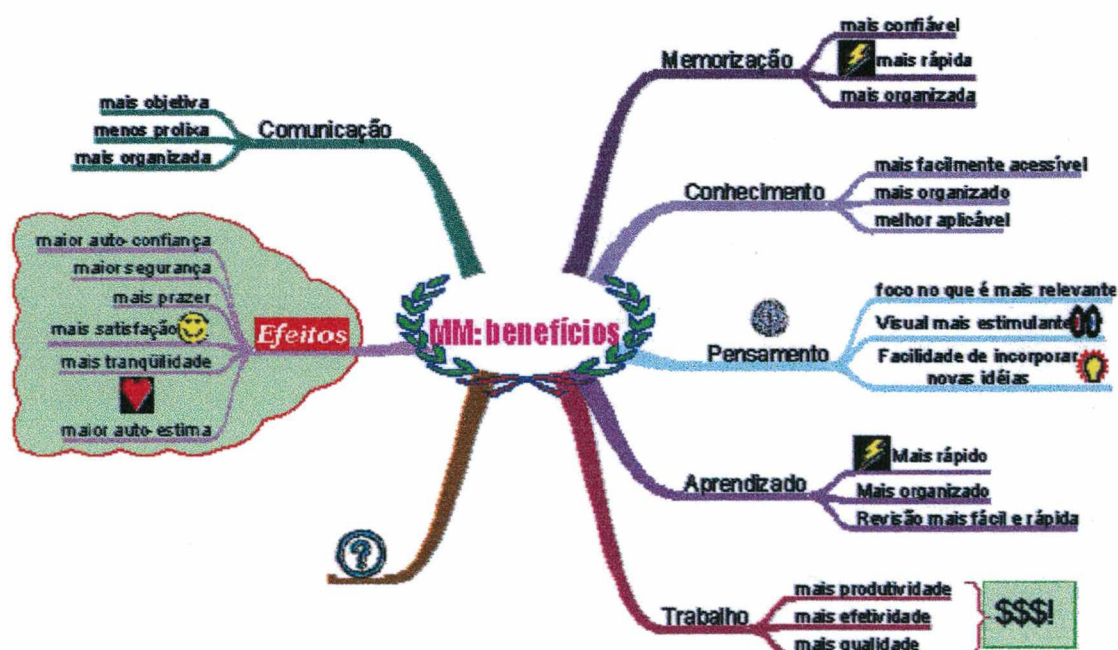 MM: benefícios
Memorização
mais confiável
mais rápida
mais organizada
Conhecimento
mais facilmente acessível
mais organizado
melhor aplicável
Pensamento
foco no que é mais relevante
Visual mais estimulante
Facilidade de incorporar
novas idéias
Aprendizado
Mais rápido
Mais organizado
Revisão mais fácil e rápida
Trabalho
mais produtividade
mais efetividade
mais qualidade
$$$!
?
Efeitos
maior auto-confiança
maior segurança
mais prazer
mais satisfação
mais tranqüilidade
maior auto-estima
Comunicação
mais objetiva
menos prolixa
mais organizada